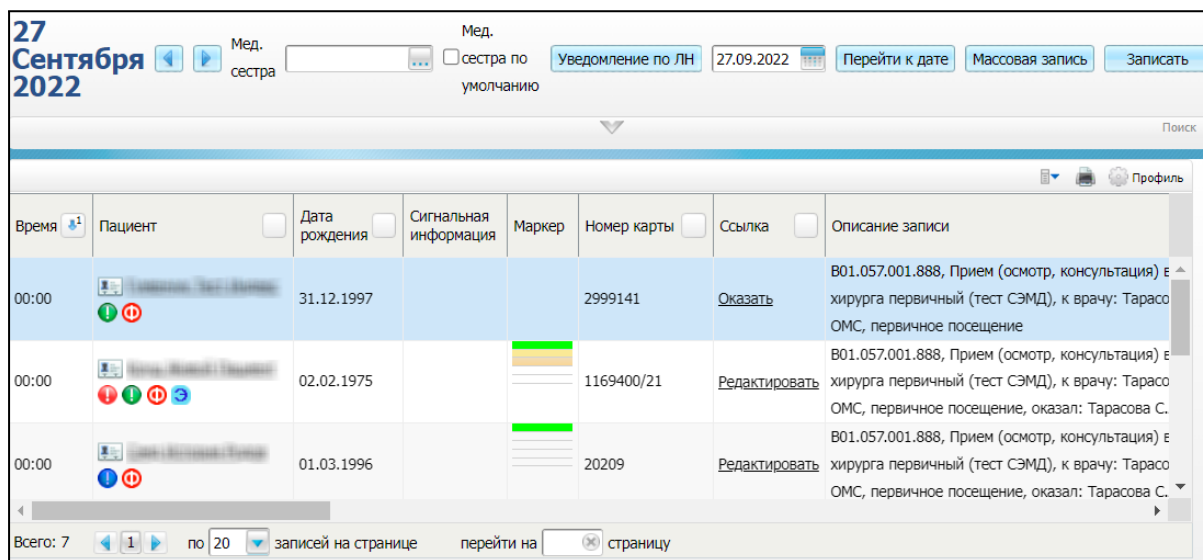 27
Сентября
2022
Мед.
сестра
...
Мед.
сестра по
умолчанию
Уведомление по ЛН
27.09.2022
Перейти к дате
Массовая запись
Записать
Поиск
Профиль
Время 1 Пациент Дата рождения Сигнальная информация Маркер Номер карты Ссылка Описание записи
00:00 31.12.1997 2999141 Оказать
B01.057.001.888, Прием (осмотр, консультация) в
хирурга первичный (тест СЭМД), к врачу: Тарасо
ОМС, первичное посещение
! Ф
00:00 02.02.1975 1169400/21 Редактировать
B01.057.001.888, Прием (осмотр, консультация) в
хирурга первичный (тест СЭМД), к врачу: Тарасо
ОМС, первичное посещение, оказал: Тарасова С.
! ! Ф Э
00:00 01.03.1996 20209 Редактировать
B01.057.001.888, Прием (осмотр, консультация) в
хирурга первичный (тест СЭМД), к врачу: Тарасо
ОМС, первичное посещение, оказал: Тарасова С.
! Ф
Всего: 7 1 по 20 записей на странице перейти на страницу